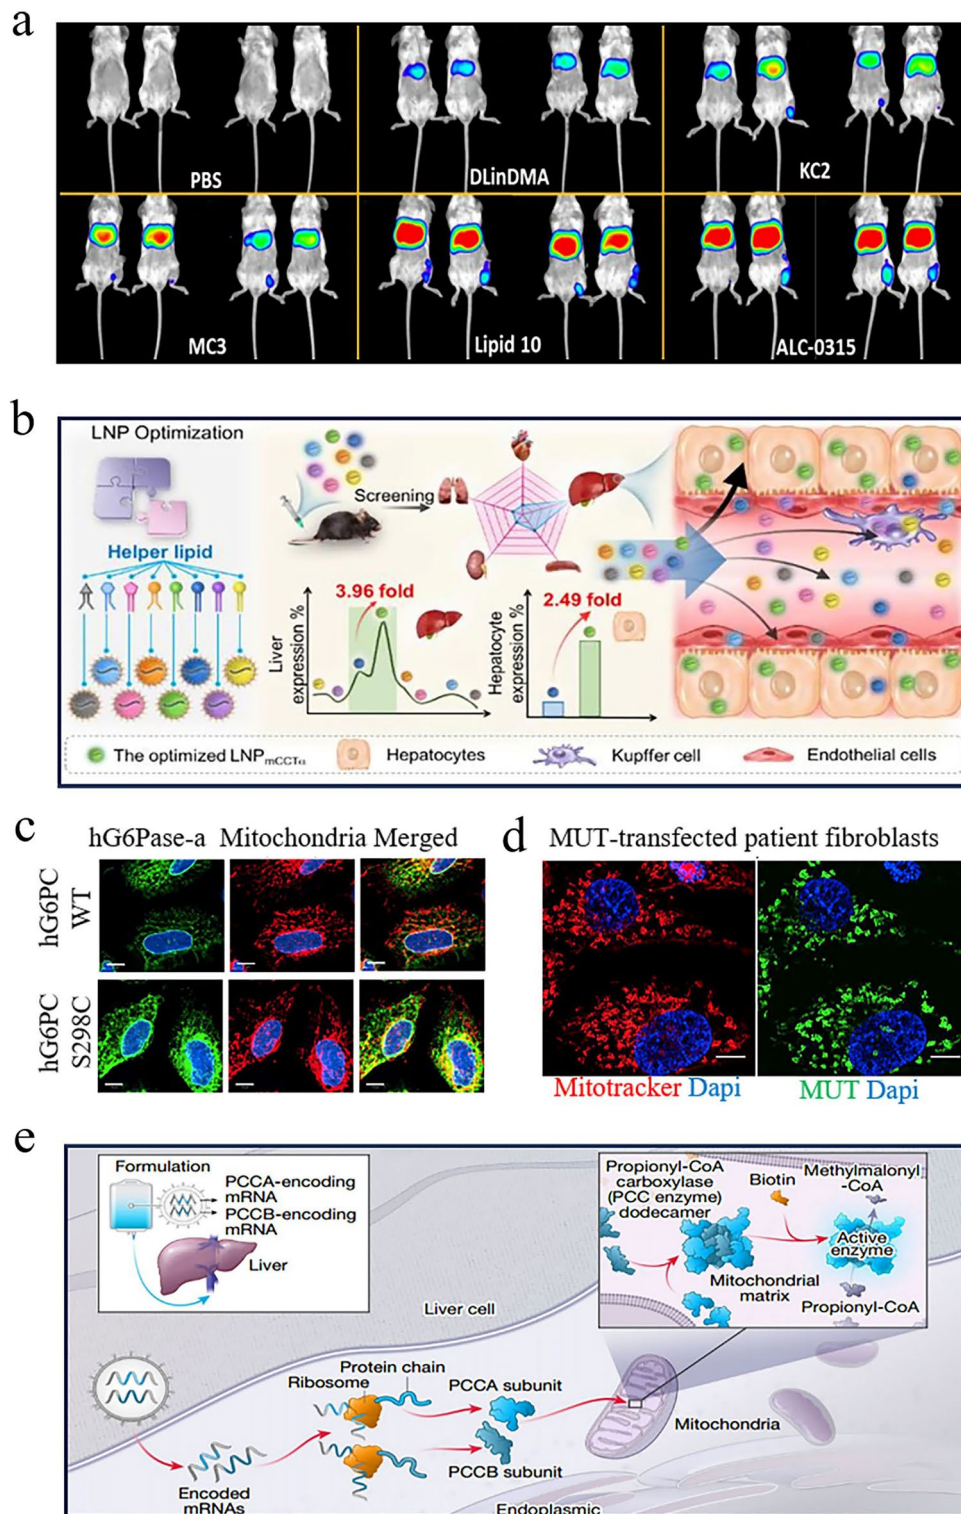 a
PBS
DLinDMA
KC2
MC3
Lipid 10
ALC-0315
b
LNP Optimization
Helper lipid
Screening
3.96 fold
Liver
expression %
2.49 fold
Hepatocyte
expression %
The optimized LNPmCCTα
Hepatocytes
Kupffer cell
Endothelial cells
c
hG6Pase-a Mitochondria Merged
hG6PC
WT
hG6PC
S298C
d
MUT-transfected patient fibroblasts
Mitotracker Dapi
MUT Dapi
e
Formulation
PCCA-encoding
mRNA
PCCB-encoding
mRNA
Liver
Propionyl-CoA
carboxylase
(PCC enzyme)
dodecamer
Biotin
Methylmalonyl
-CoA
Active
enzyme
Mitochondrial
matrix
Propionyl-CoA
Liver cell
Protein chain
Ribosome
PCCA subunit
PCCB subunit
Mitochondria
Encoded
mRNAs
Endoplasmic